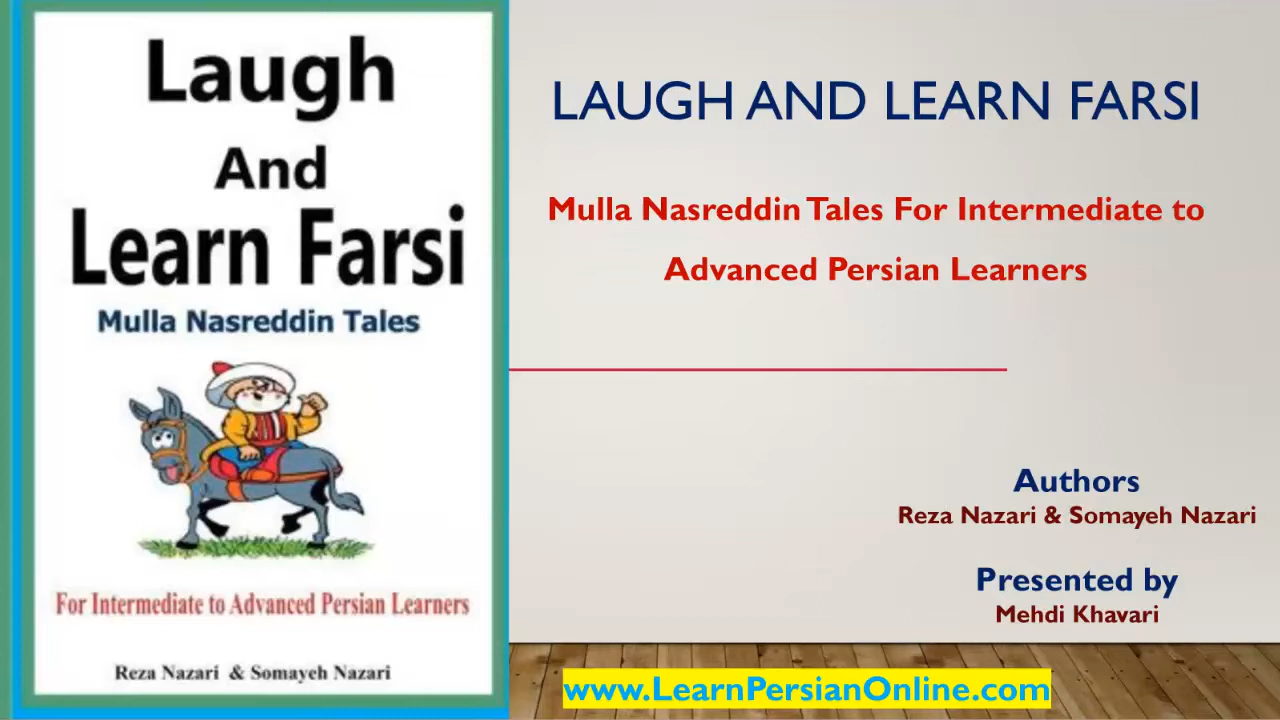 Laugh
And
Learn Farsi
Mulla Nasreddin Tales
For Intermediate to Advanced Persian Learners
Reza Nazari & Somayeh Nazari
LAUGH AND LEARN FARSI
Mulla Nasreddin Tales For Intermediate to
Advanced Persian Learners
Authors
Reza Nazari & Somayeh Nazari
Presented by
Mehdi Khavari
www.LearnPersianOnline.com